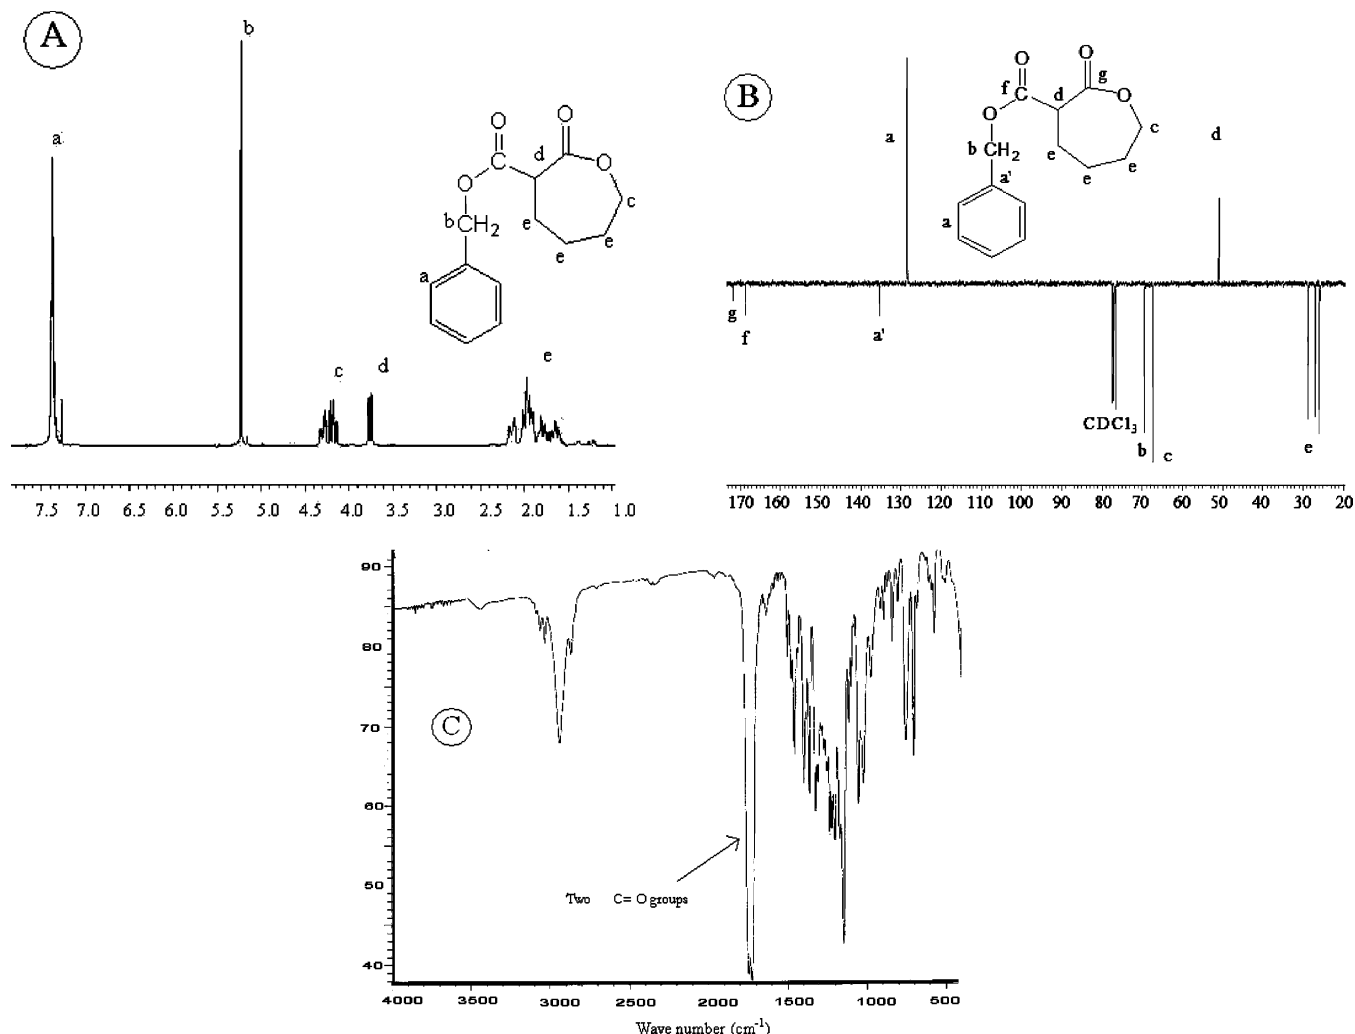 A
b
a
O
O
C
d
O
O
b CH2
c
e
e
e
a
c
d
e
7.5 7.0 6.5 6.0 5.5 5.0 4.5 4.0 3.5 3.0 2.5 2.0 1.5 1.0
B
a
O
O
f C
d
g
O
O
c
b CH2
e
e
e
a'
a
d
g
f
a'
CDCl3
b
c
e
170 160 150 140 130 120 110 100 90 80 70 60 50 40 30 20
90
80
70
60
50
40
C
Two C= O groups
4000 3500 3000 2500 2000 1500 1000 500
Wave number (cm-1)